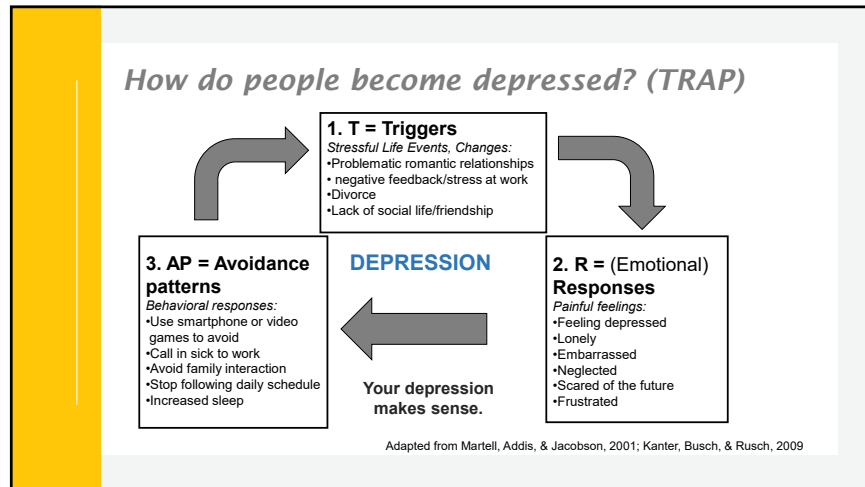 How do people become depressed? (TRAP)
1. T = Triggers
Stressful Life Events, Changes:
•Problematic romantic relationships
• negative feedback/stress at work
•Divorce
•Lack of social life/friendship
3. AP = Avoidance
patterns
Behavioral responses:
•Use smartphone or video
games to avoid
•Call in sick to work
•Avoid family interaction
•Stop following daily schedule
•Increased sleep
DEPRESSION
Your depression
makes sense.
2. R = (Emotional)
Responses
Painful feelings:
•Feeling depressed
•Lonely
•Embarrassed
•Neglected
•Scared of the future
•Frustrated
Adapted from Martell, Addis, & Jacobson, 2001; Kanter, Busch, & Rusch, 2009